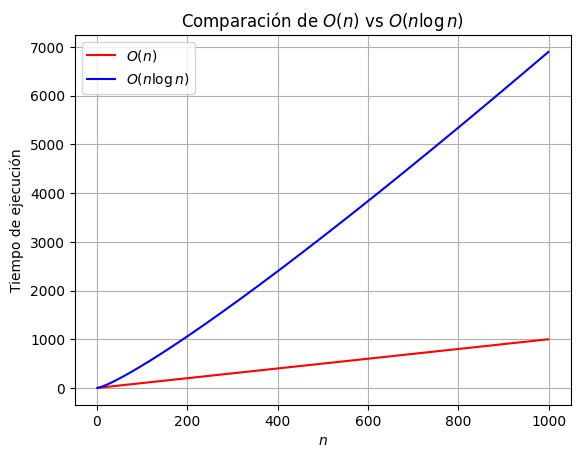 Comparación de O(n) vs O(n log n)
O(n)
O(n log n)
Tiempo de ejecución
7000
6000
5000
4000
3000
2000
1000
0
0 200 400 600 800 1000
n